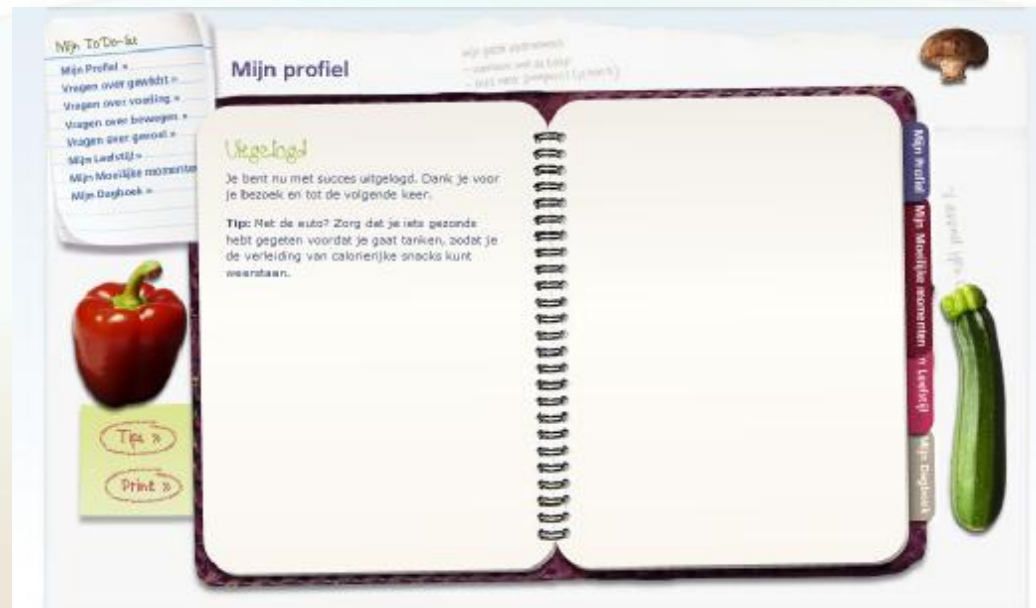 Mijn To Do-list
Mijn Profiel »
Vragen over gewicht »
Vragen over voeding »
Vragen over bewegen »
Vragen over gevoel »
Mijn Leefstijl »
Mijn Moeilijke momenten
Mijn Dagboek »
Mijn profiel
Uitgelogd
Je bent nu met succes uitgelogd. Dank je voor
je bezoek en tot de volgende keer.
Tip: Met de auto? Zorg dat je iets gezonds
hebt gegeten voordat je gaat tanken, zodat je
de verleiding van calorierijke snacks kunt
weerstaan.
Mijn Profiel
Mijn Moeilijke momenten
n Leefstijl
Mijn Dagboek
Tips »
Print »